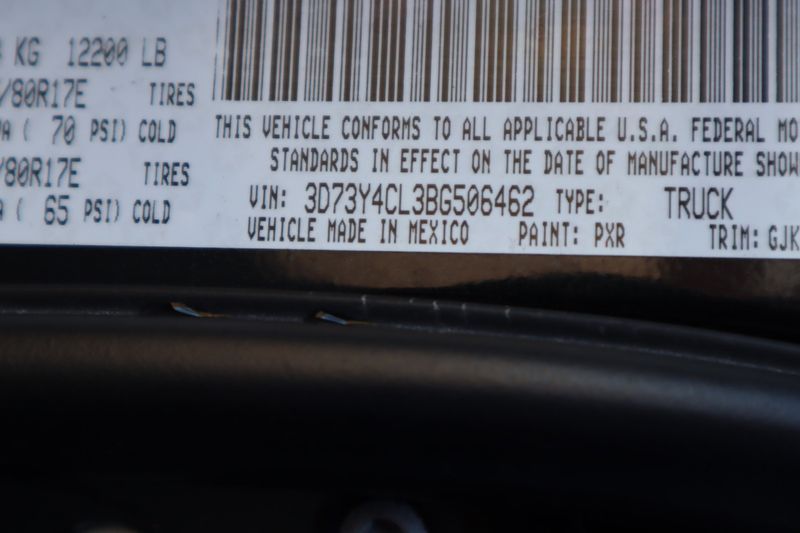 KG 12200 LB
/80R17E TIRES
( 70 PSI) COLD
/80R17E TIRES
( 65 PSI) COLD
THIS VEHICLE CONFORMS TO ALL APPLICABLE U.S.A. FEDERAL MO
STANDARDS IN EFFECT ON THE DATE OF MANUFACTURE SHOW
VIN: 3D73Y4CL3BG506462 TYPE: TRUCK
VEHICLE MADE IN MEXICO PAINT: PXR TRIM: GJK